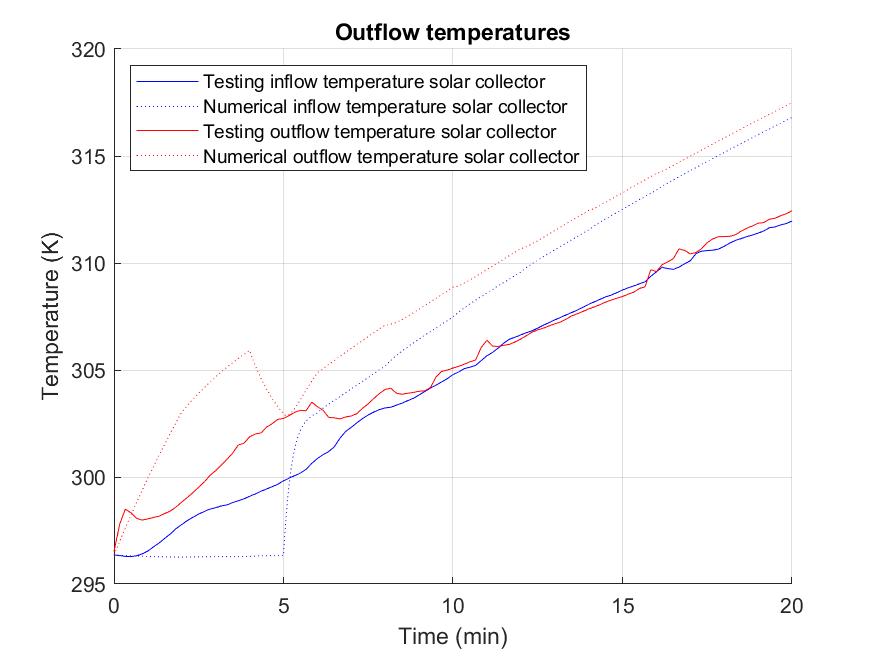 Outflow temperatures
320
Testing inflow temperature solar collector
Numerical inflow temperature solar collector
Testing outflow temperature solar collector
Numerical outflow temperature solar collector
315
310
Temperature (K)
305
300
295
0 5 10 15 20
Time (min)